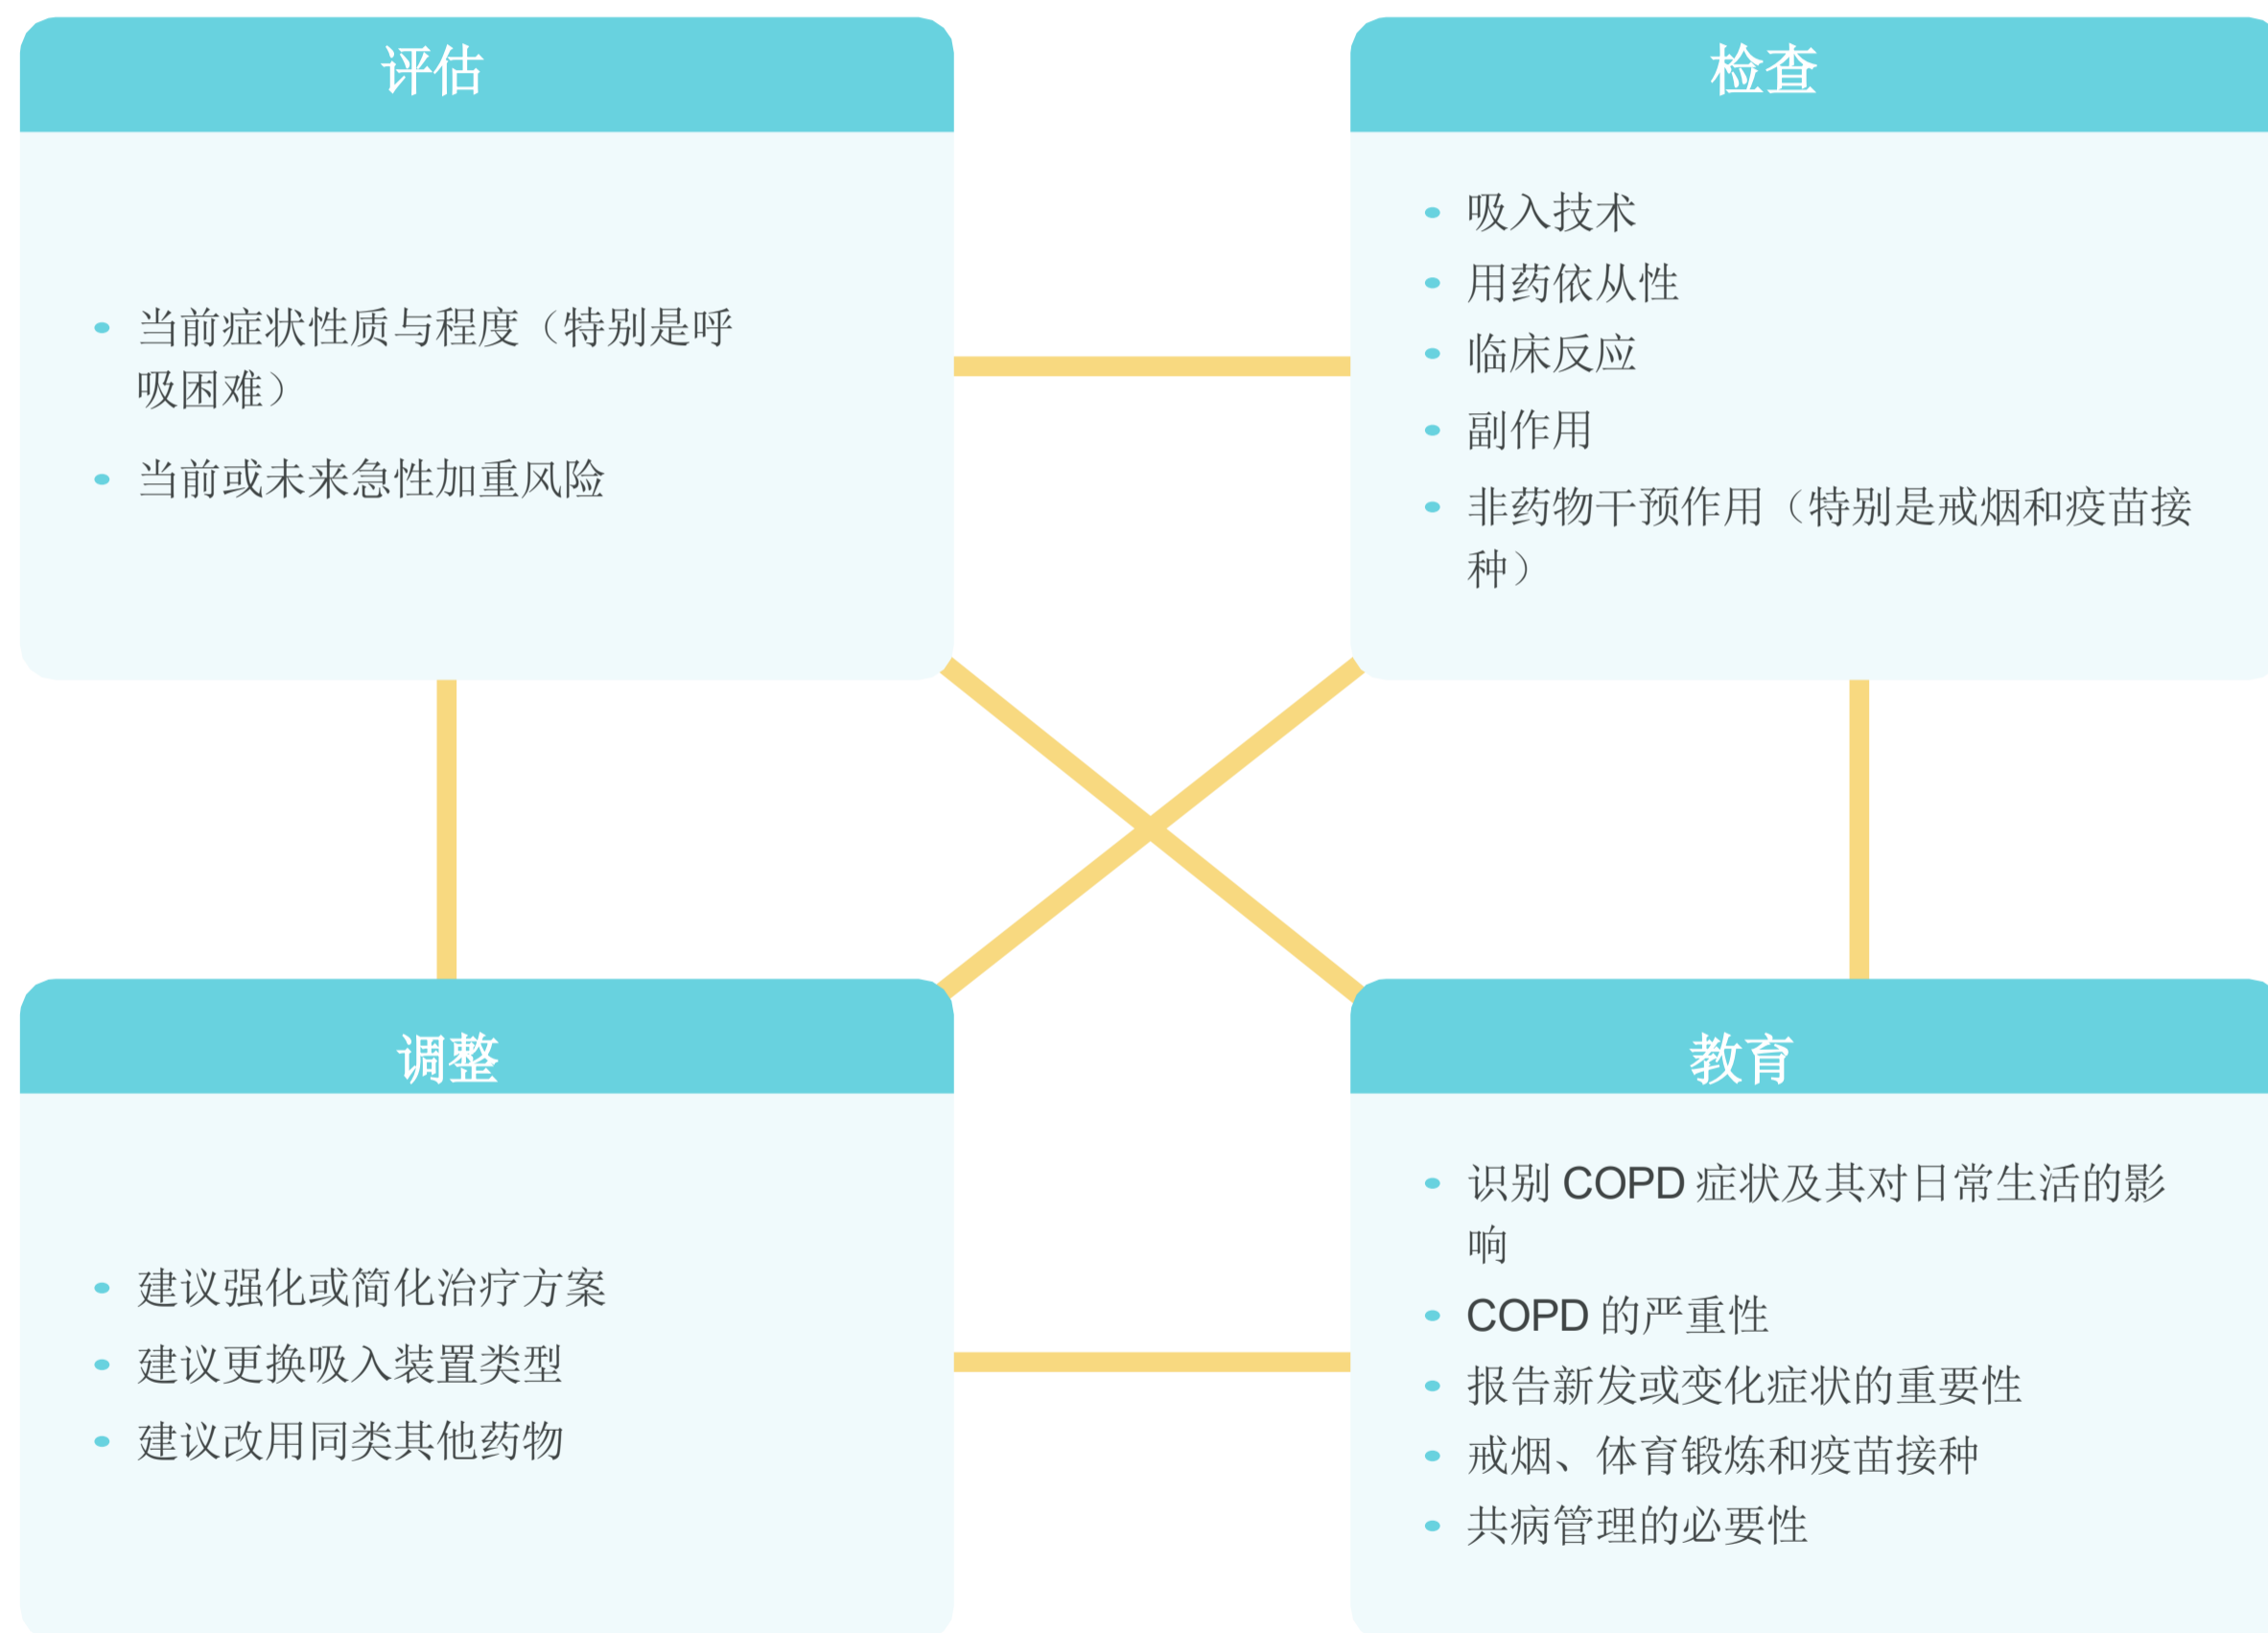 评估
当前症状性质与程度（特别是呼
吸困难）
当前或未来急性加重风险
检查
吸入技术
用药依从性
临床反应
副作用
非药物干预作用（特别是戒烟和疫苗接
种）
调整
建议强化或简化治疗方案
建议更换吸入装置类型
建议改用同类其他药物
教育
识别 COPD 症状及其对日常生活的影
响
COPD 的严重性
报告新发或变化症状的重要性
戒烟、体育锻炼和疫苗接种
共病管理的必要性